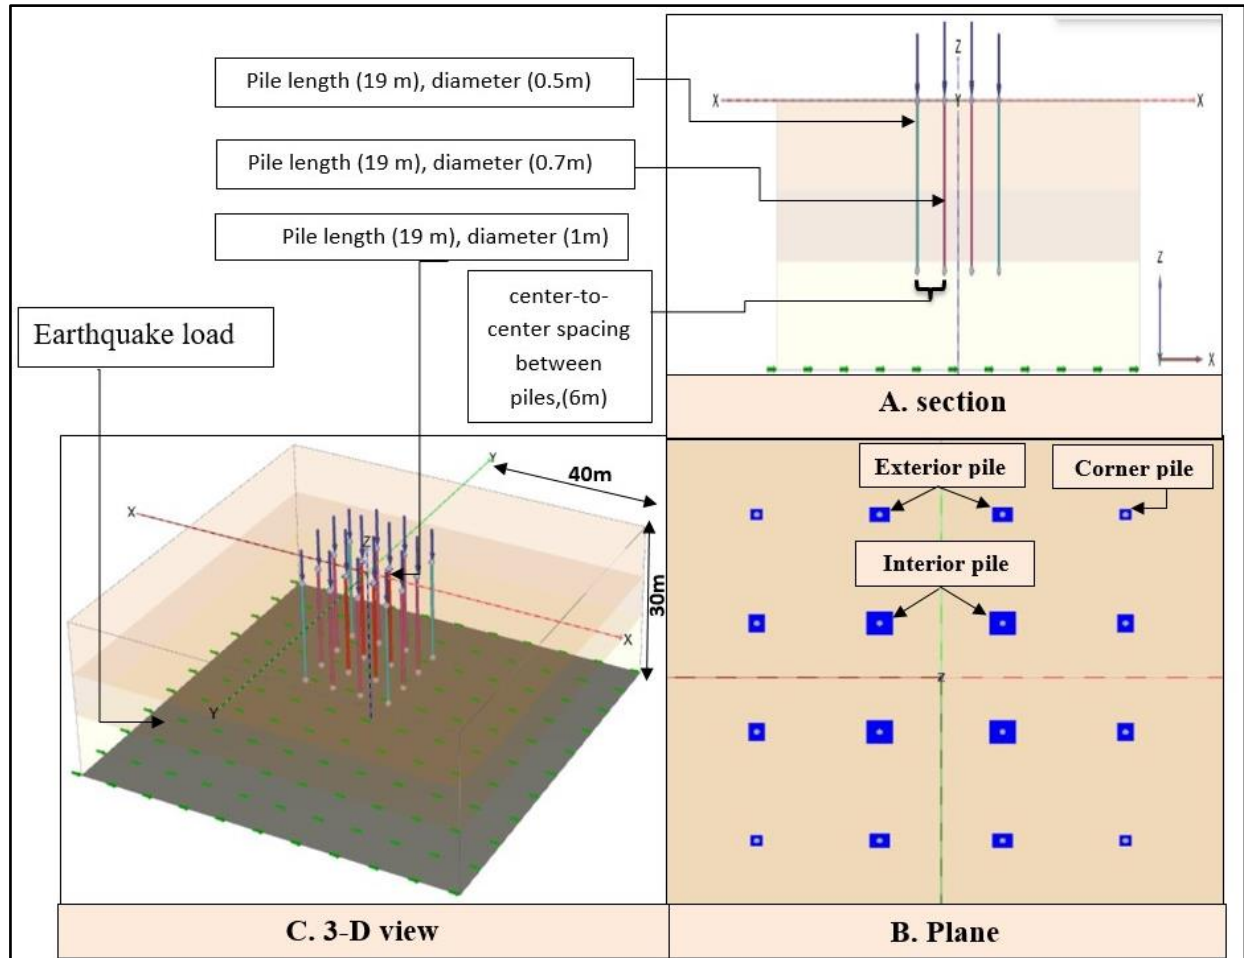 Pile length (19 m), diameter (0.5m)
Pile length (19 m), diameter (0.7m)
Pile length (19 m), diameter (1m)
center-to-
center spacing
between
piles,(6m)
Earthquake load
Z
X
Y
X
Z
Y
X
A. section
Y
40m
X
Z
30m
X
Y
C. 3-D view
Exterior pile
Corner pile
Interior pile
Z
B. Plane